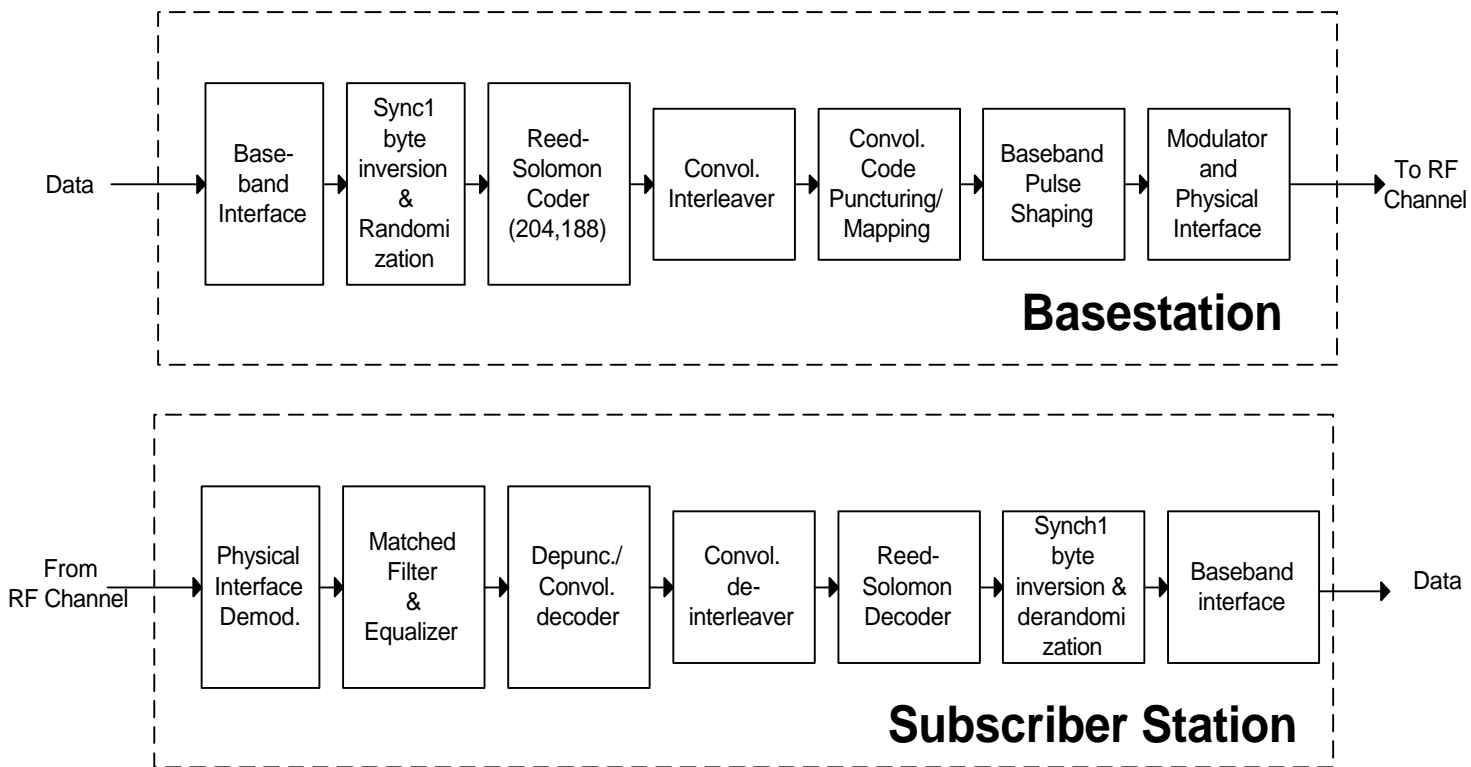 Data
Base-
band
Interface
Sync1
byte
inversion
&
Randomi
zation
Reed-
Solomon
Coder
(204,188)
Convol.
Interleaver
Convol.
Code
Puncturing/
Mapping
Baseband
Pulse
Shaping
Modulator
and
Physical
Interface
To RF
Channel
Basestation
From
RF Channel
Physical
Interface
Demod.
Matched
Filter
&
Equalizer
Depunc./
Convol.
decoder
Convol.
de-
interleaver
Reed-
Solomon
Decoder
Synch1
byte
inversion &
derandomi
zation
Baseband
interface
Data
Subscriber Station